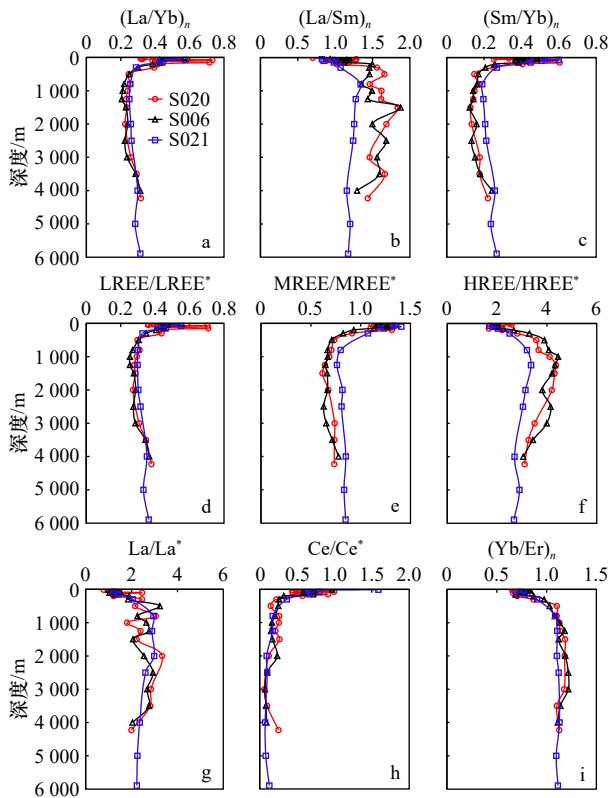 (La/Yb)n
(La/Sm)n
(Sm/Yb)n
0 0.2 0.4 0.6 0.8
0 0.5 1.0 1.5 2.0
0 0.2 0.4 0.6 0.8
深度/m
0
1 000
2 000
3 000
4 000
5 000
6 000
S020
S006
S021
a
b
c
LREE/LREE*
MREE/MREE*
HREE/HREE*
0 0.2 0.4 0.6 0.8
0 0.5 1.0 1.5
0 2 4 6
深度/m
0
1 000
2 000
3 000
4 000
5 000
6 000
d
e
f
La/La*
Ce/Ce*
(Yb/Er)n
0 2 4 6
0 0.5 1.0 1.5 2.0
0 0.5 1.0 1.5
深度/m
0
1 000
2 000
3 000
4 000
5 000
6 000
g
h
i